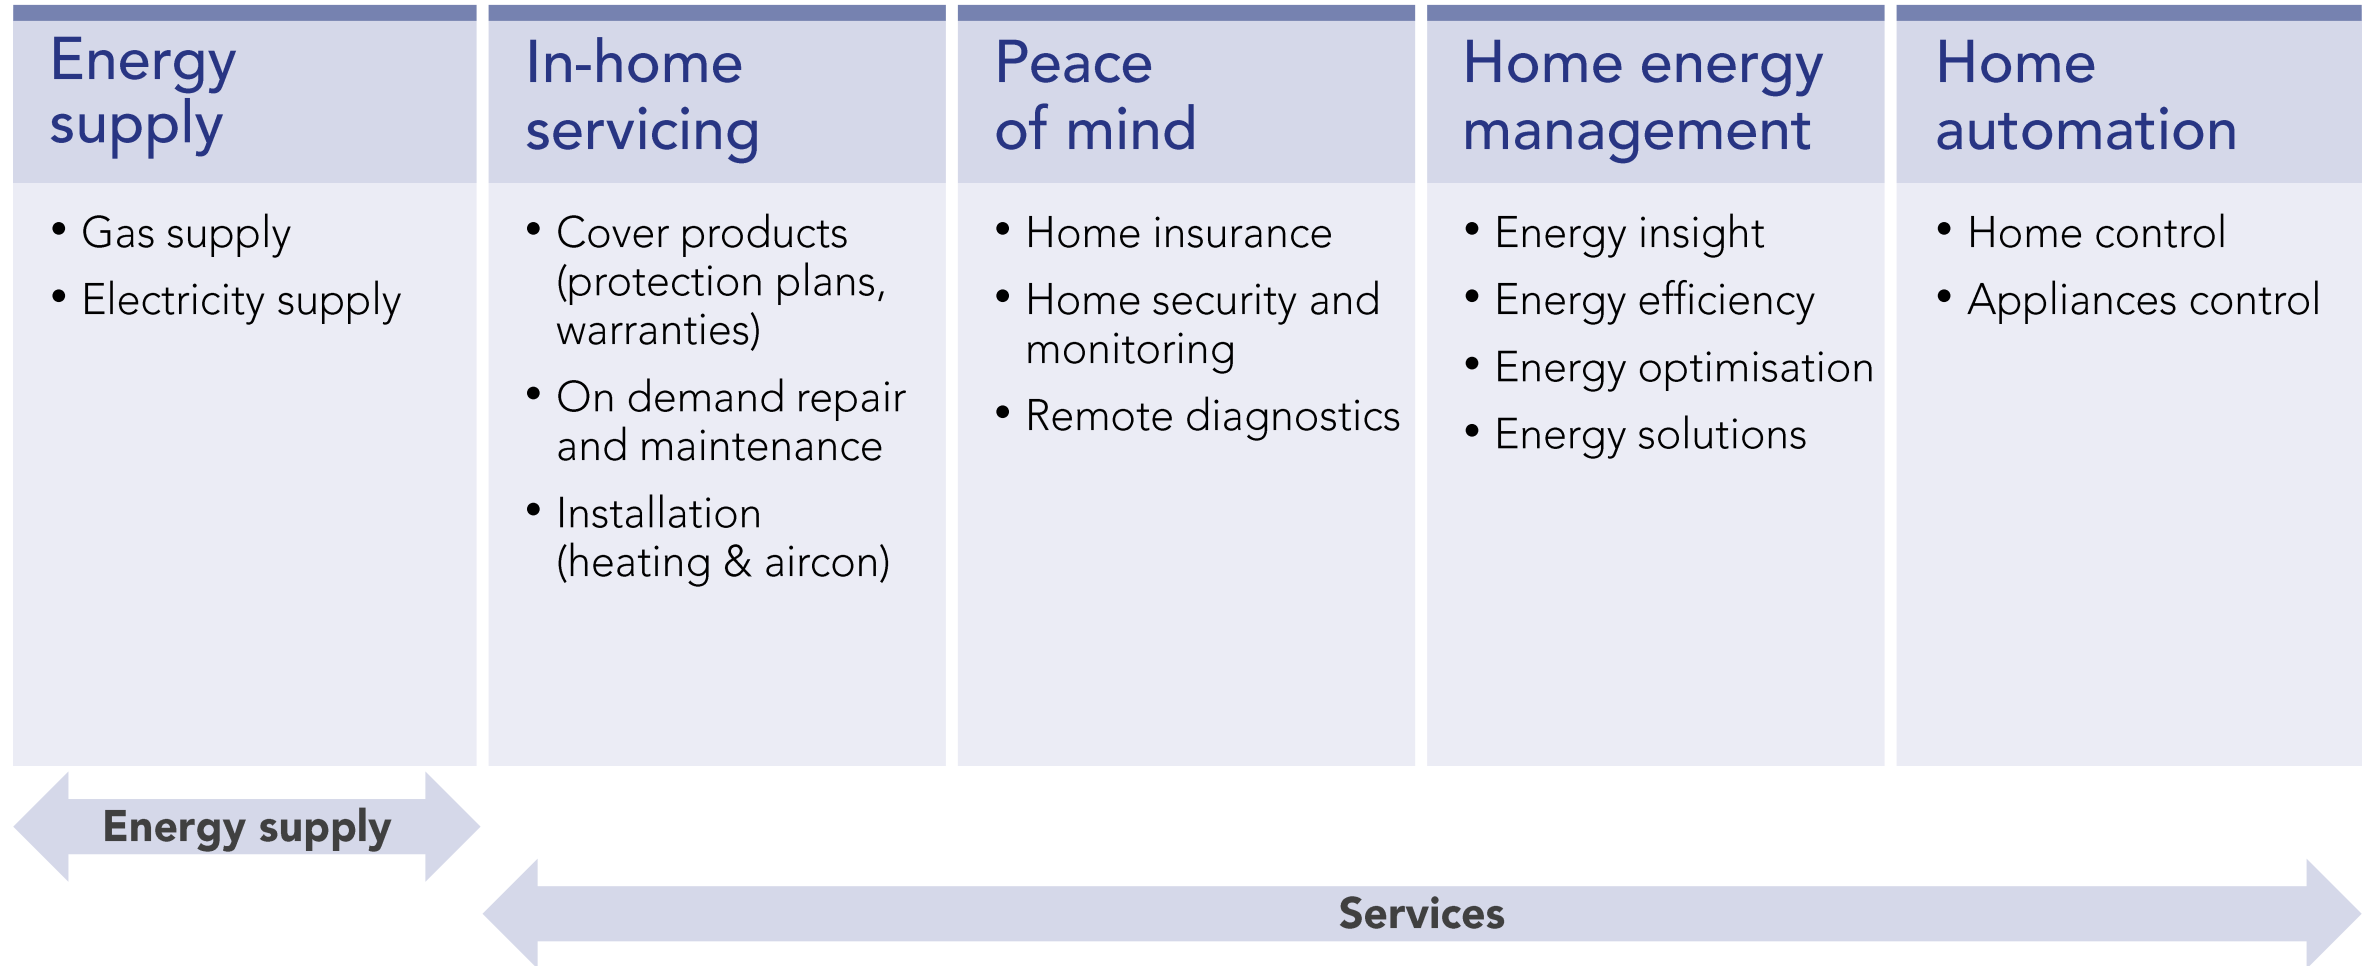 Energy
supply
• Gas supply
• Electricity supply
In-home
servicing
• Cover products
(protection plans,
warranties)
• On demand repair
and maintenance
• Installation
(heating & aircon)
Peace
of mind
• Home insurance
• Home security and
monitoring
• Remote diagnostics
Home energy
management
• Energy insight
• Energy efficiency
• Energy optimisation
• Energy solutions
Home
automation
• Home control
• Appliances control
Energy supply
Services